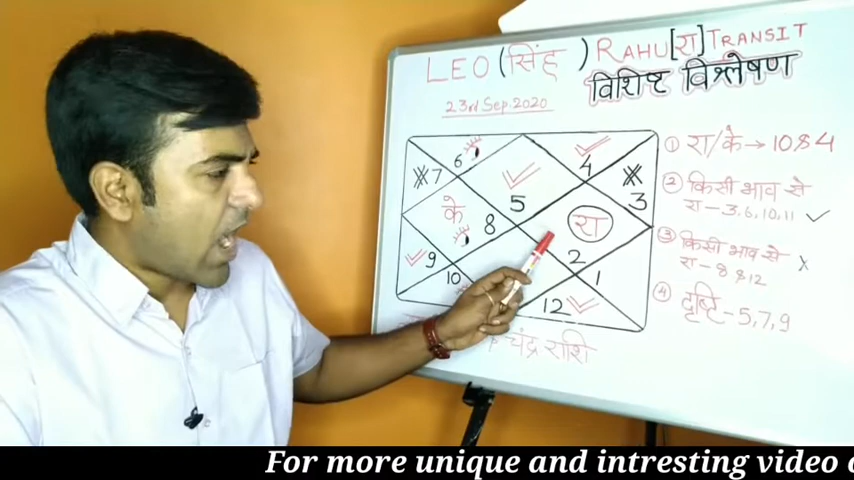 LEO (सिंह) RAHU[रा] TRANSIT
विशिष्ट विश्लेषण
23rd Sep. 2020
6
4
7
3
5
के
8
रा
9
2
10
1
12
चंद्र राशि
① रा/के → 10 & 4
② किसी भाव से
रा - 3, 6, 10, 11 ✓
③ किसी भाव से
रा - 8 & 12 ☓
④ दृष्टि - 5, 7, 9
For more unique and intresting video